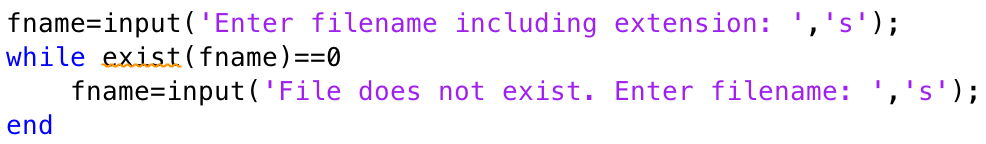 fname=input('Enter filename including extension: ','s');
while exist(fname)==0
    fname=input('File does not exist. Enter filename: ','s');
end